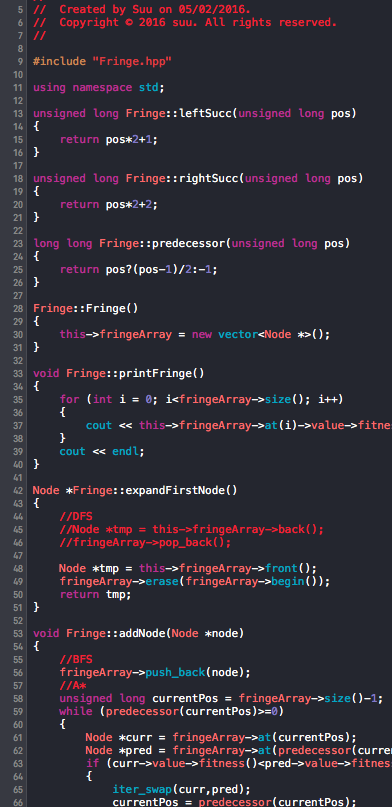 5 //  Created by Suu on 05/02/2016.
6 //  Copyright © 2016 suu. All rights reserved.
7 //
8
9 #include "Fringe.hpp"
10
11 using namespace std;
12
13 unsigned long Fringe::leftSucc(unsigned long pos)
14 {
15     return pos*2+1;
16 }
17
18 unsigned long Fringe::rightSucc(unsigned long pos)
19 {
20     return pos*2+2;
21 }
22
23 long long Fringe::predecessor(unsigned long pos)
24 {
25     return pos?(pos-1)/2:-1;
26 }
27
28 Fringe::Fringe()
29 {
30     this->fringeArray = new vector<Node *>();
31 }
32
33 void Fringe::printFringe()
34 {
35     for (int i = 0; i<fringeArray->size(); i++)
36     {
37         cout << this->fringeArray->at(i)->value->fitne
38     }
39     cout << endl;
40 }
41
42 Node *Fringe::expandFirstNode()
43 {
44     //DFS
45     //Node *tmp = this->fringeArray->back();
46     //fringeArray->pop_back();
47
48     Node *tmp = this->fringeArray->front();
49     fringeArray->erase(fringeArray->begin());
50     return tmp;
51 }
52
53 void Fringe::addNode(Node *node)
54 {
55     //BFS
56     fringeArray->push_back(node);
57     //A*
58     unsigned long currentPos = fringeArray->size()-1;
59     while (predecessor(currentPos)>=0)
60     {
61         Node *curr = fringeArray->at(currentPos);
62         Node *pred = fringeArray->at(predecessor(curre
63         if (curr->value->fitness()<pred->value->fitnes
64         {
65             iter_swap(curr,pred);
66             currentPos = predecessor(currentPos);